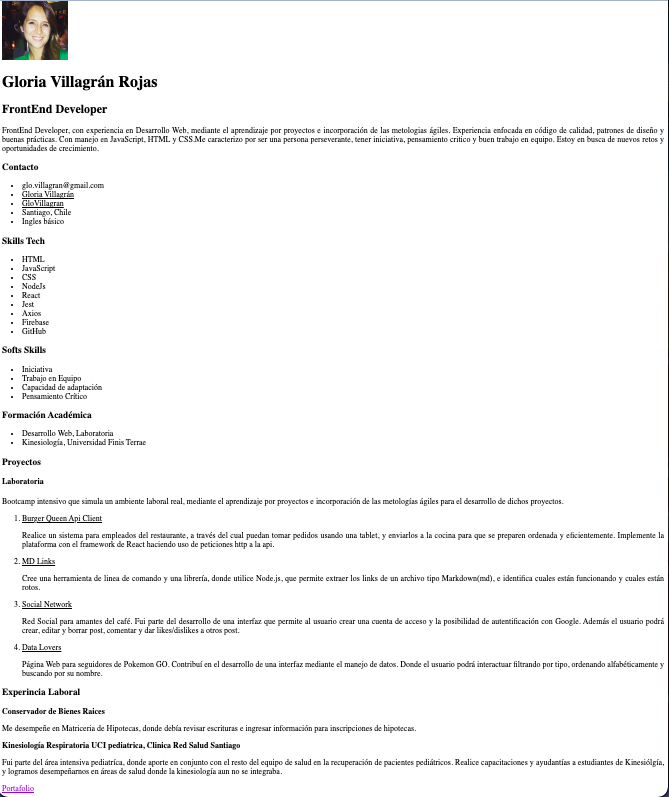 Gloria Villagrán Rojas
FrontEnd Developer
FrontEnd Developer, con experiencia en Desarrollo Web, mediante el aprendizaje por proyectos e incorporación de las metologias ágiles. Experiencia enfocada en código de calidad, patrones de diseño y
buenas prácticas. Con manejo en JavaScript, HTML y CSS.Me caracterizo por ser una persona perseverante, tener iniciativa, pensamiento critico y buen trabajo en equipo. Estoy en busca de nuevos retos y
oportunidades de crecimiento.
Contacto
• glo.villagran@gmail.com
• Gloria Villagrán
• GloVillagran
• Santiago, Chile
• Ingles básico
Skills Tech
• HTML
• JavaScript
• CSS
• NodeJs
• React
• Jest
• Axios
• Firebase
• GitHub
Softs Skills
• Iniciativa
• Trabajo en Equipo
• Capacidad de adaptación
• Pensamiento Crítico
Formación Académica
• Desarrollo Web, Laboratoria
• Kinesiología, Universidad Finis Terrae
Proyectos
Laboratoria
Bootcamp intensivo que simula un ambiente laboral real, mediante el aprendizaje por proyectos e incorporación de las metologías ágiles para el desarrollo de dichos proyectos.
1. Burger Queen Api Client
Realice un sistema para empleados del restaurante, a través del cual puedan tomar pedidos usando una tablet, y enviarlos a la cocina para que se preparen ordenada y eficientemente. Implemente la
plataforma con el framework de React haciendo uso de peticiones http a la api.
2. MD Links
Cree una herramienta de linea de comando y una librería, donde utilice Node.js, que permite extraer los links de un archivo tipo Markdown(md), e identifica cuales están funcionando y cuales están
rotos.
3. Social Network
Red Social para amantes del café. Fui parte del desarrollo de una interfaz que permite al usuario crear una cuenta de acceso y la posibilidad de autentificación con Google. Además el usuario podrá
crear, editar y borrar post, comentar y dar likes/dislikes a otros post.
4. Data Lovers
Página Web para seguidores de Pokemon GO. Contribuí en el desarrollo de una interfaz mediante el manejo de datos. Donde el usuario podrá interactuar filtrando por tipo, ordenando alfabéticamente y
buscando por su nombre.
Experincia Laboral
Conservador de Bienes Raices
Me desempeñe en Matriceria de Hipotecas, donde debía revisar escrituras e ingresar información para inscripciones de hipotecas.
Kinesiología Respiratoria UCI pediatrica, Clinica Red Salud Santiago
Fui parte del área intensiva pediatríca, donde aporte en conjunto con el resto del equipo de salud en la recuperación de pacientes pediátricos. Realice capacitaciones y ayudantías a estudiantes de Kinesiólgía,
y logramos desempeñarnos en áreas de salud donde la kinesiología aun no se integraba.
Portafolio